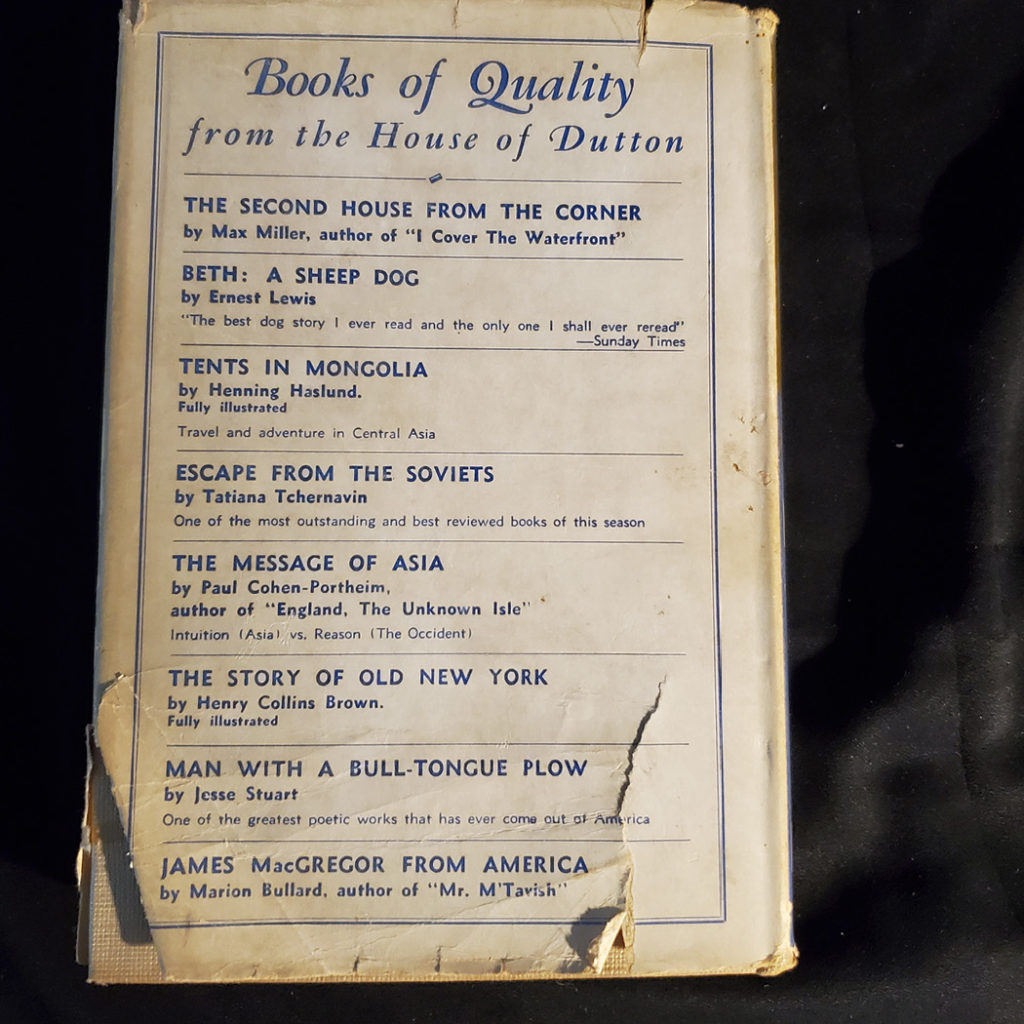 Books of Quality
from the House of Dutton
THE SECOND HOUSE FROM THE CORNER
by Max Miller, author of "I Cover The Waterfront"
BETH: A SHEEP DOG
by Ernest Lewis
"The best dog story I ever read and the only one I shall ever reread"
—Sunday Times
TENTS IN MONGOLIA
by Henning Haslund.
Fully illustrated
Travel and adventure in Central Asia
ESCAPE FROM THE SOVIETS
by Tatiana Tchernavin
One of the most outstanding and best reviewed books of this season
THE MESSAGE OF ASIA
by Paul Cohen-Portheim,
author of "England, The Unknown Isle"
Intuition (Asia) vs. Reason (The Occident)
THE STORY OF OLD NEW YORK
by Henry Collins Brown.
Fully illustrated
MAN WITH A BULL-TONGUE PLOW
by Jesse Stuart
One of the greatest poetic works that has ever come out of America
JAMES MacGREGOR FROM AMERICA
by Marion Bullard, author of "Mr. M'Tavish"